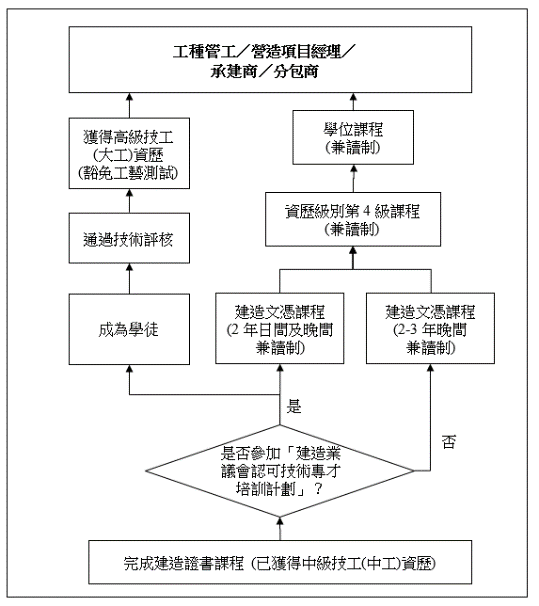 工種管工／營造項目經理／
承建商／分包商
獲得高級技工
(大工)資歷
(豁免工藝測試)
學位課程
(兼讀制)
通過技術評核
資歷級別第 4 級課程
(兼讀制)
成為學徒
建造文憑課程
(2 年日間及晚間
兼讀制)
建造文憑課程
(2-3 年晚間
兼讀制)
是
否
是否參加「建造業
議會認可技術專才
培訓計劃」？
完成建造證書課程 (已獲得中級技工(中工)資歷)